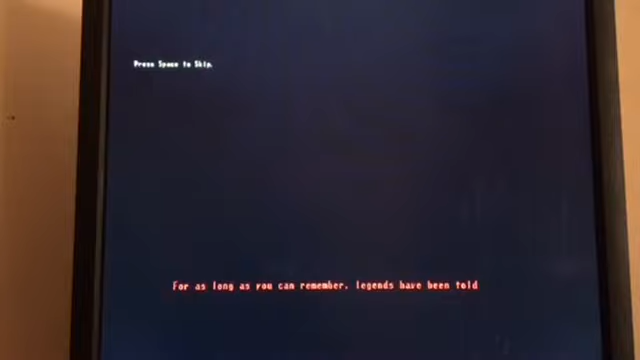 Press Space to Skip.
For as long as you can remember, legends have been told